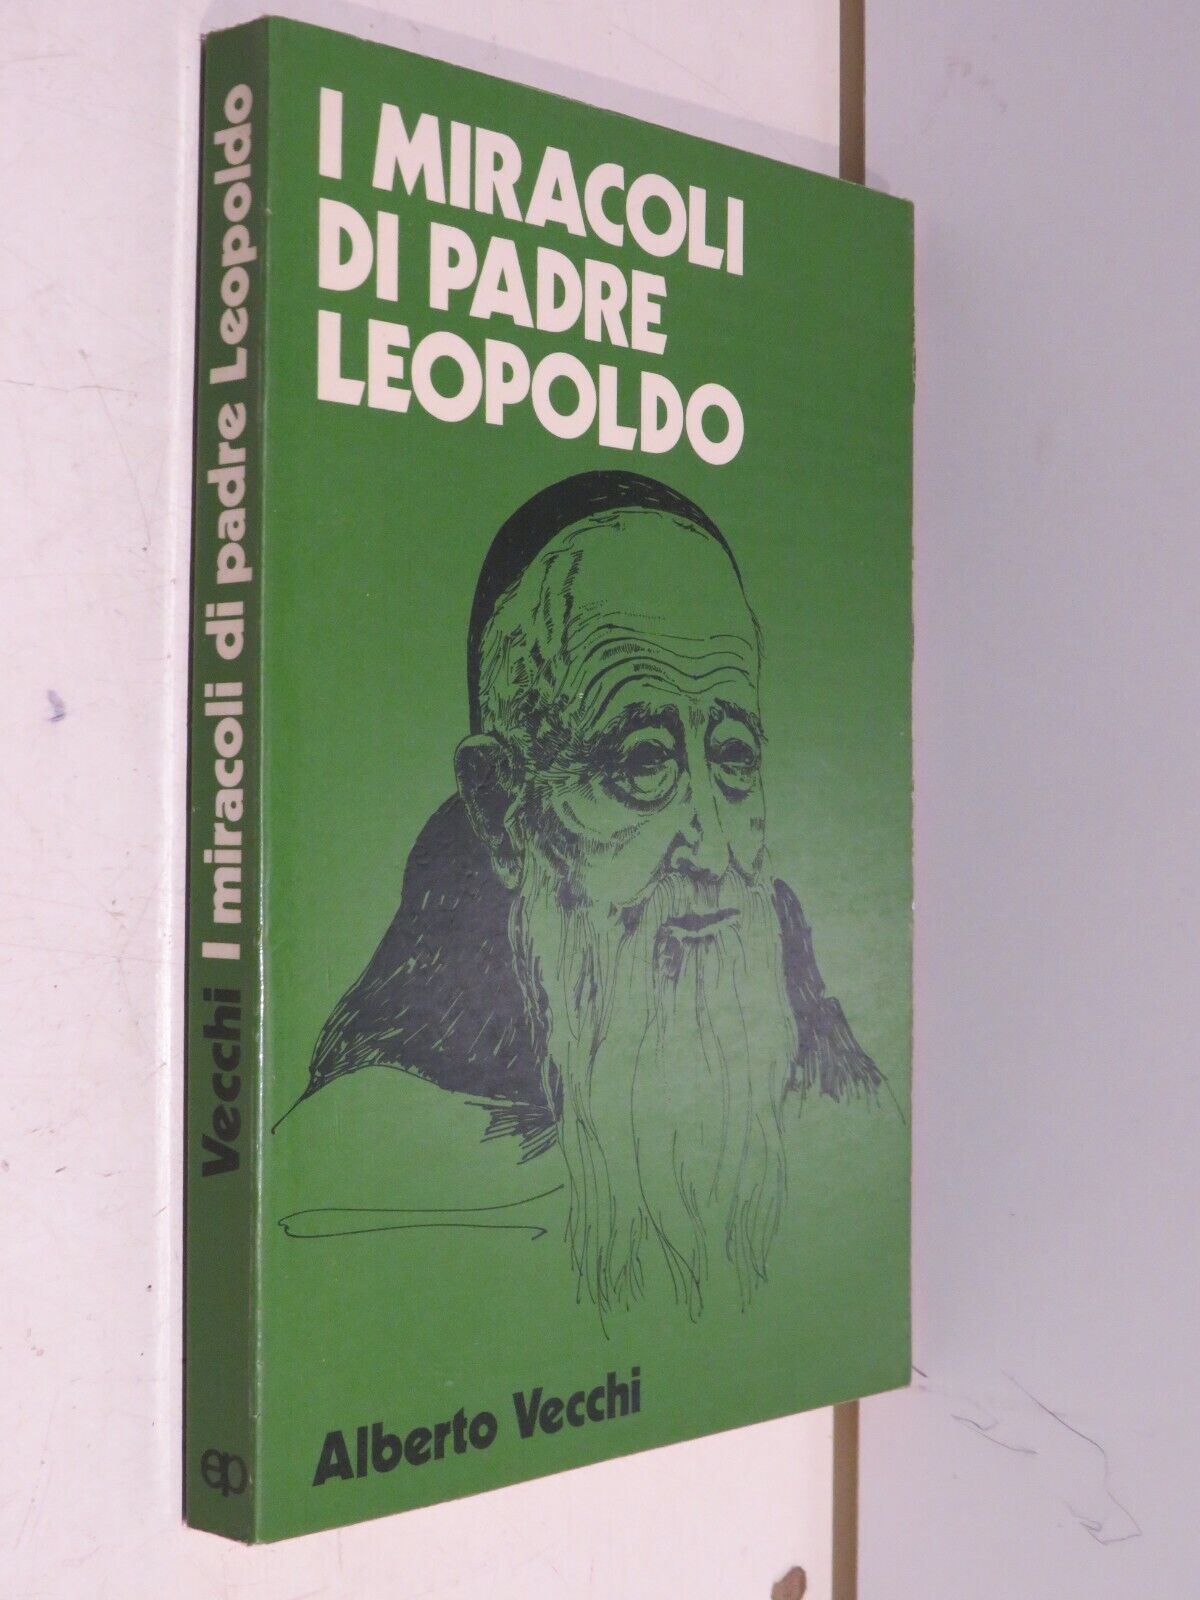 I MIRACOLI
DI PADRE
LEOPOLDO
Alberto Vecchi
Vecchi I miracoli di padre Leopoldo
ep